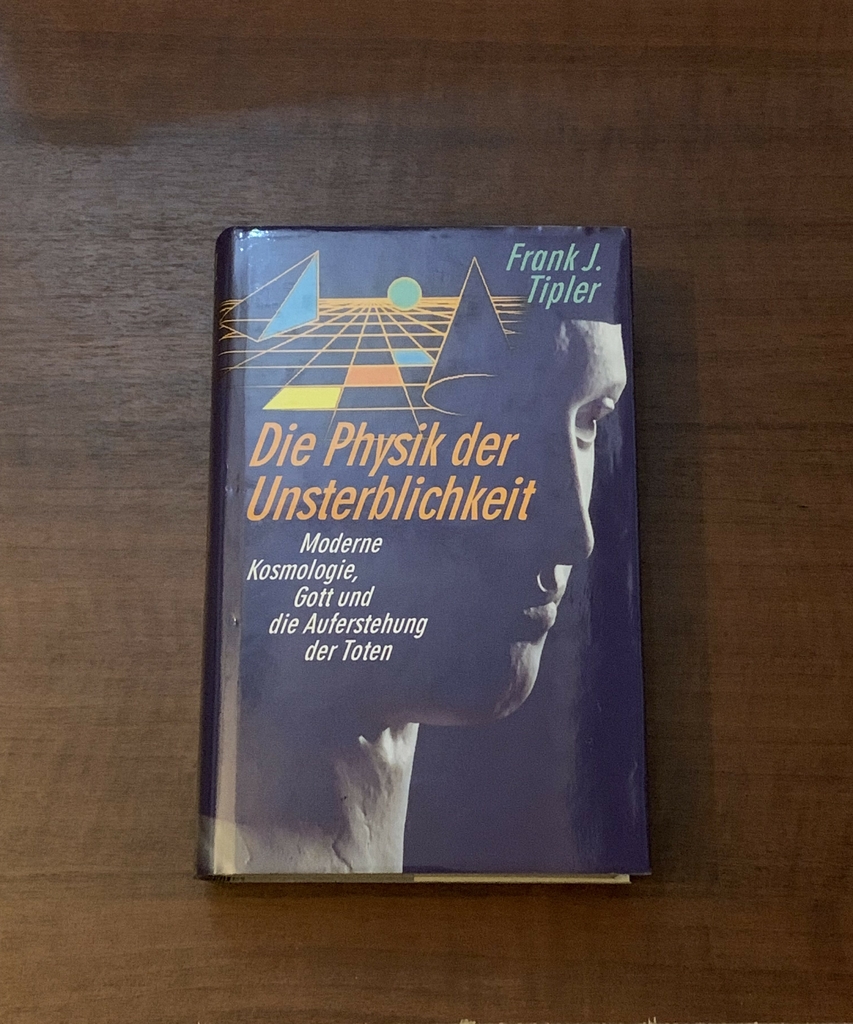 Frank J.
Tipler
Die Physik der
Unsterblichkeit
Moderne
Kosmologie,
Gott und
die Auferstehung
der Toten